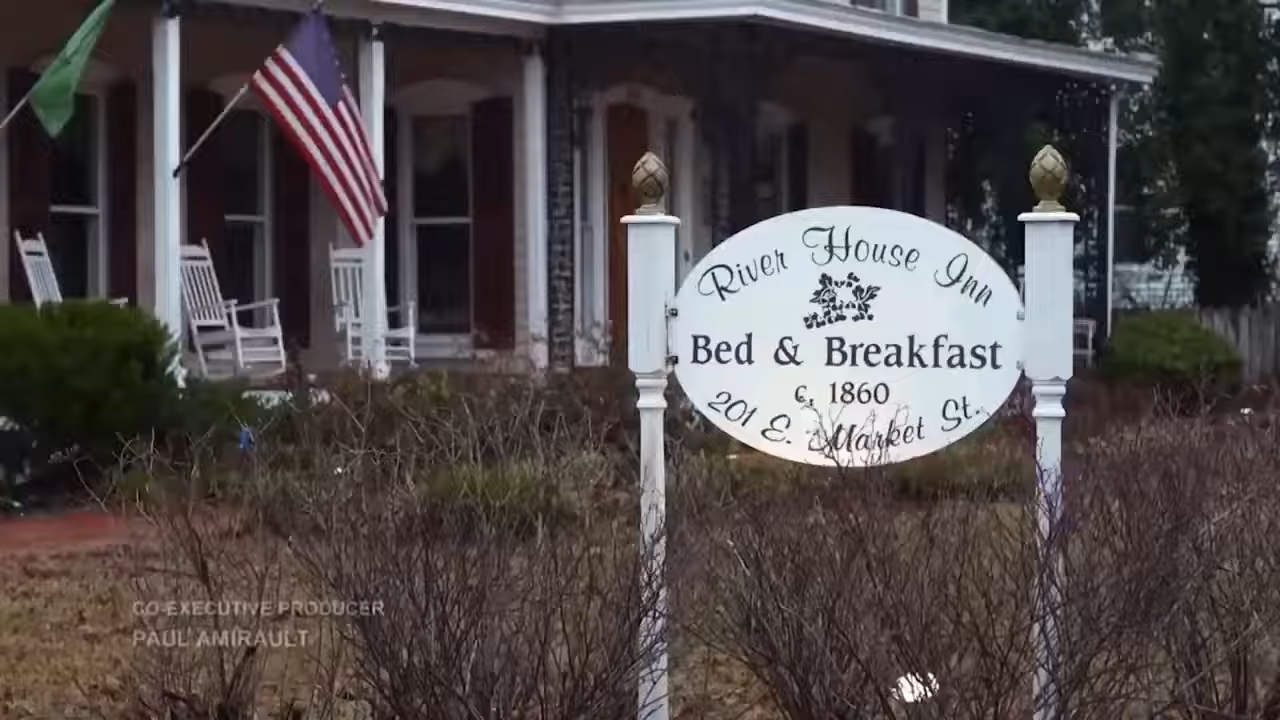 River House Inn
Bed & Breakfast
c. 1860
201 E. Market St.
CO-EXECUTIVE PRODUCER
PAUL AMIRAULT